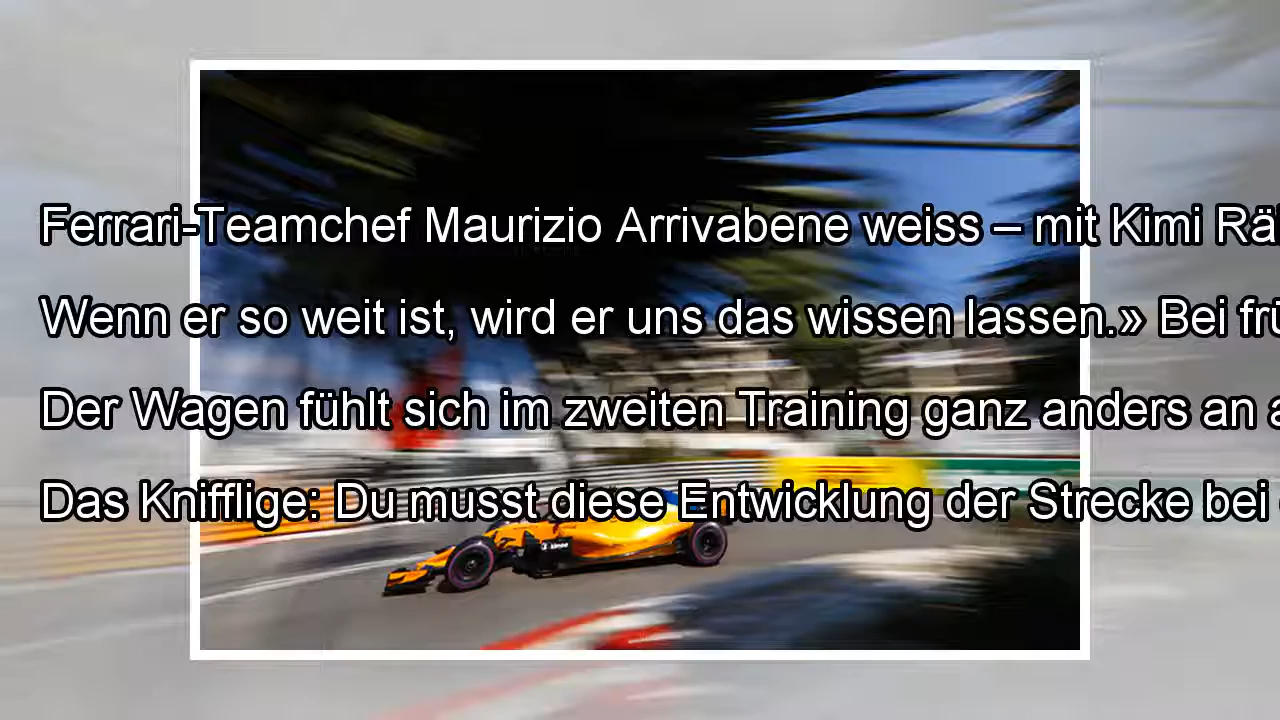 Ferrari-Teamchef Maurizio Arrivabene weiss – mit Kimi
Wenn er so weit ist, wird er uns das wissen lassen.» Bei
Der Wagen fühlt sich im zweiten Training ganz anders an
Das Knifflige: Du musst diese Entwicklung der Strecke bei
kimoa